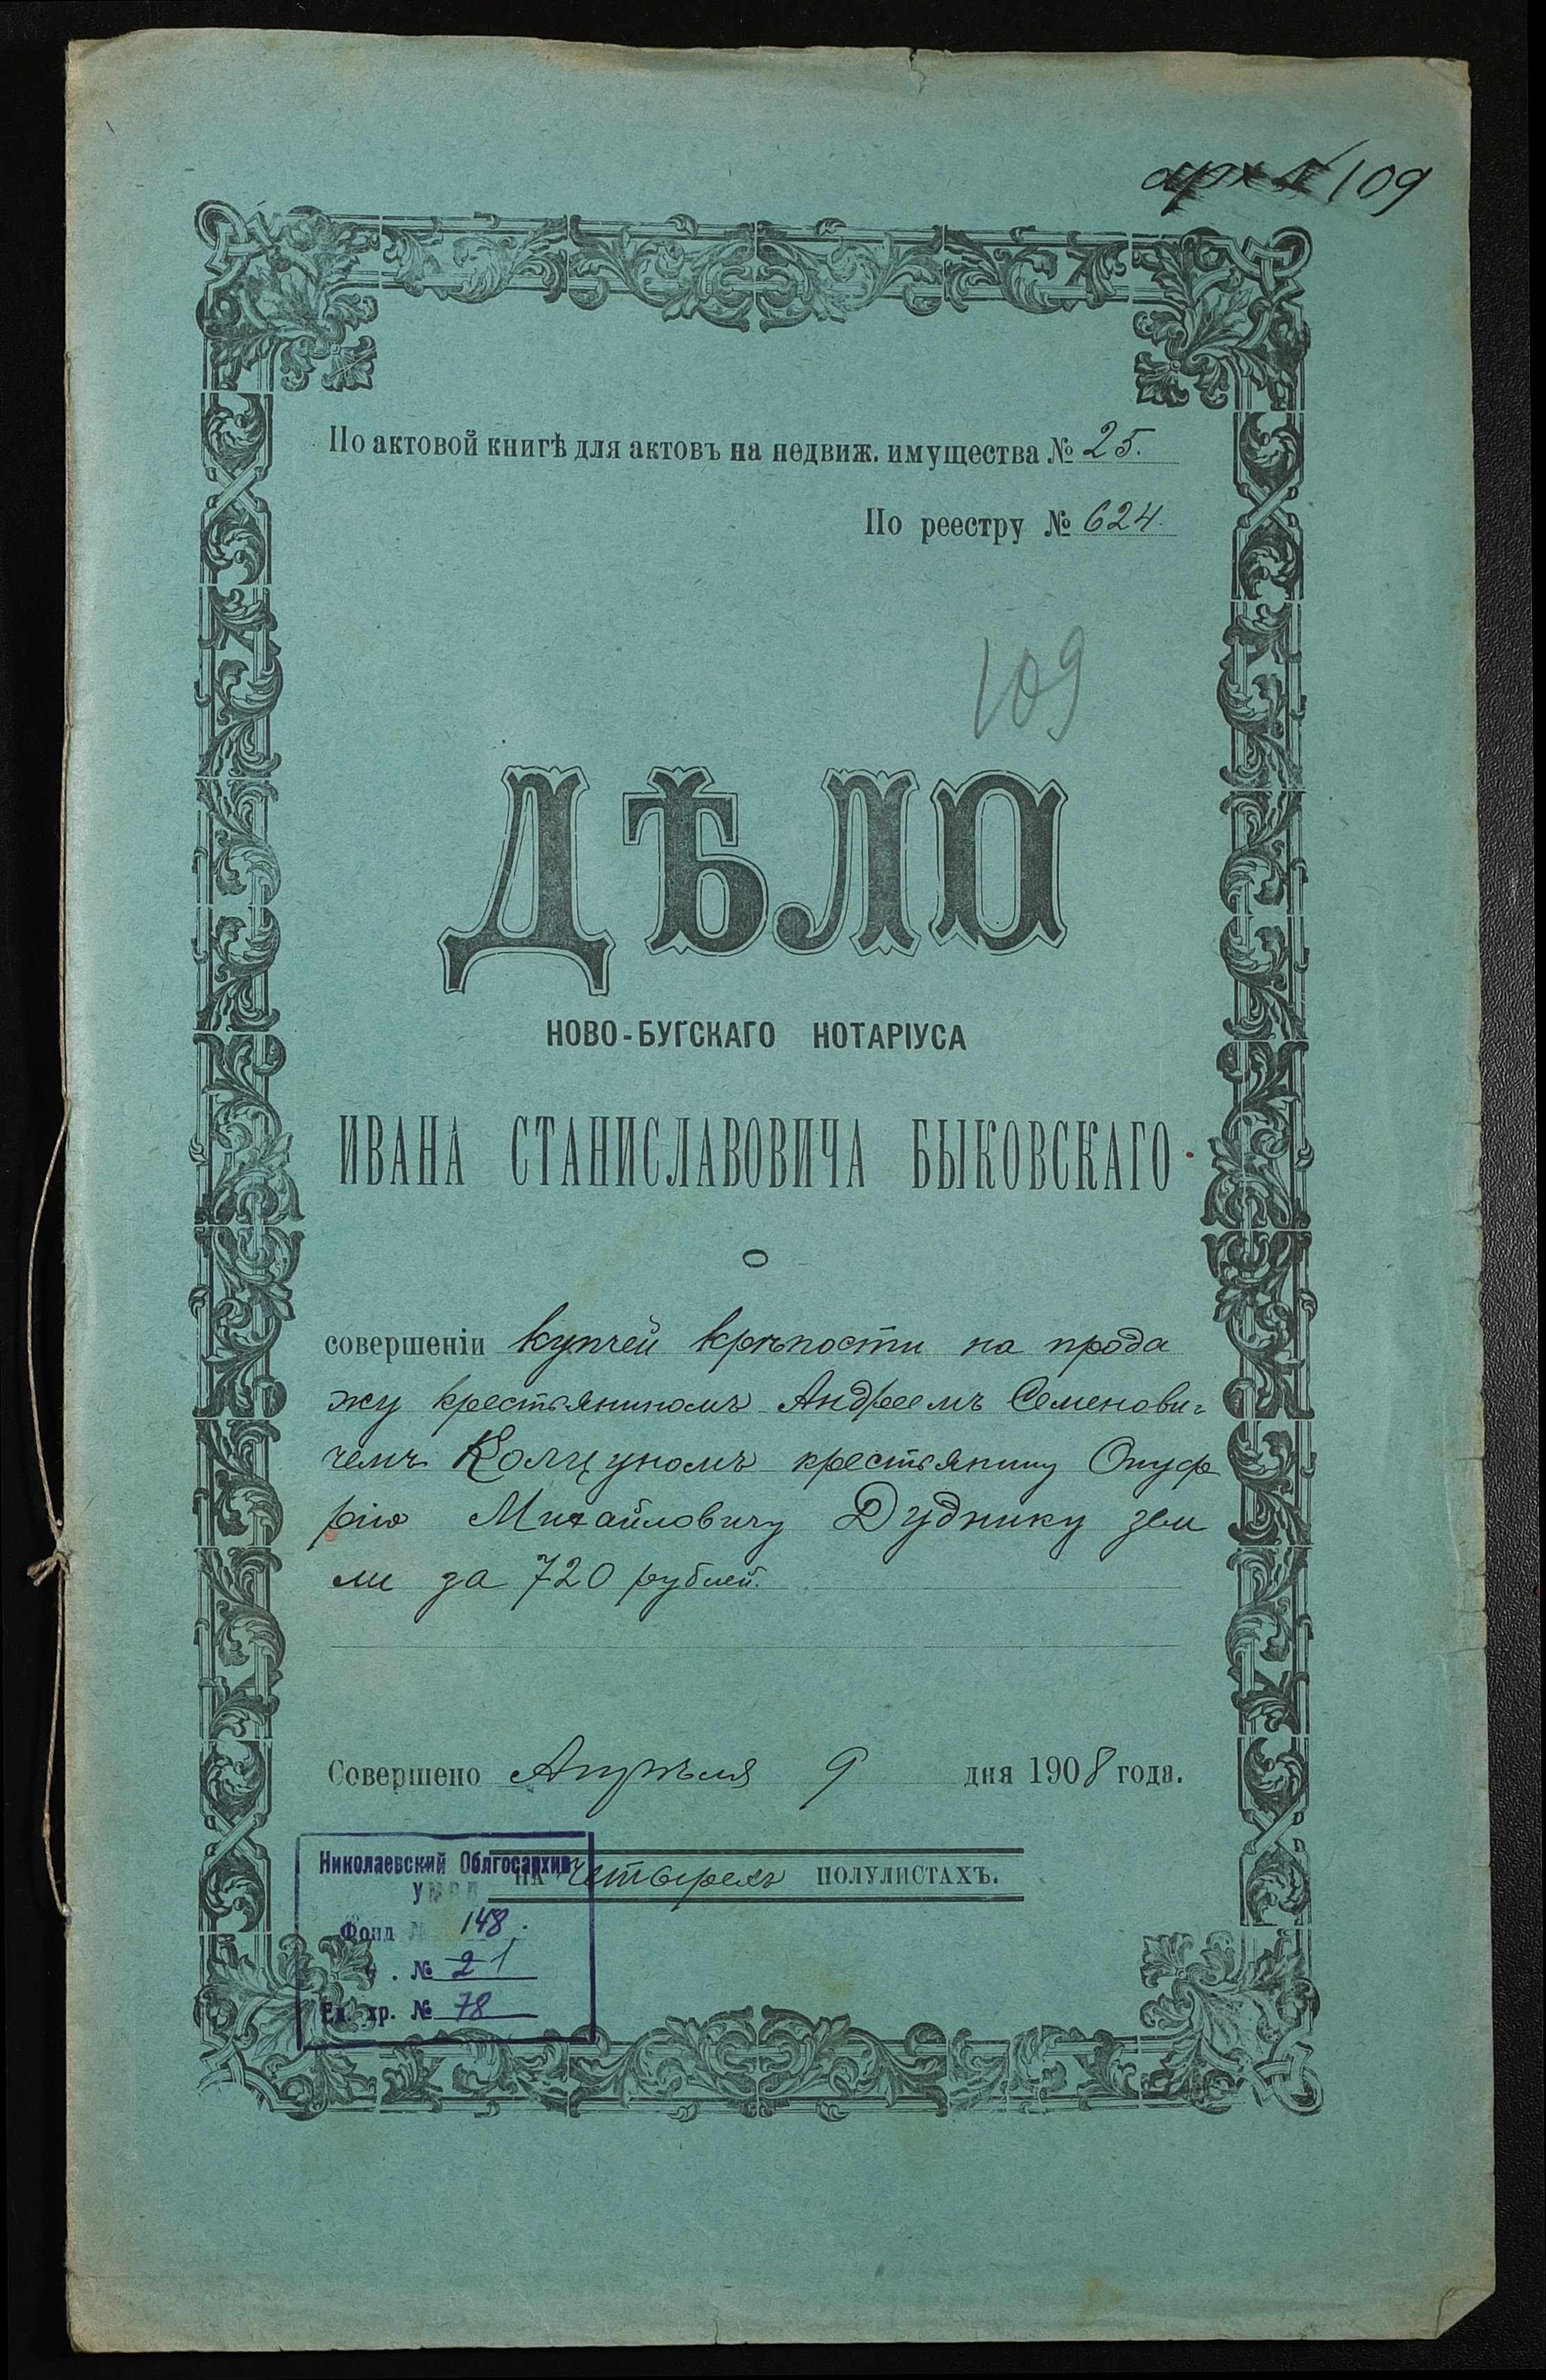 109
По актовой книгѣ для актовъ на недвиж. имущества № 25.
По реестру № 624.
109
ДѢЛО
НОВО-БУГСКАГО НОТАРІУСА
ИВАНА СТАНИСЛАВОВИЧА БЫКОВСКАГО
О
совершеніи купчей крѣпости на прода
жу крестьяниномъ Андреемъ Семенови-
чемъ Колцуномъ крестьянину Онуф
рію Михайловичу Дуднику зем
ли за 720 рублей.
Совершено Апрѣля 9 дня 1908 года.
на четырехъ ПОЛУЛИСТАХЪ.
Николаевский Облгосархив
Фонд № 148.
№ 21
Ед. хр. № 78